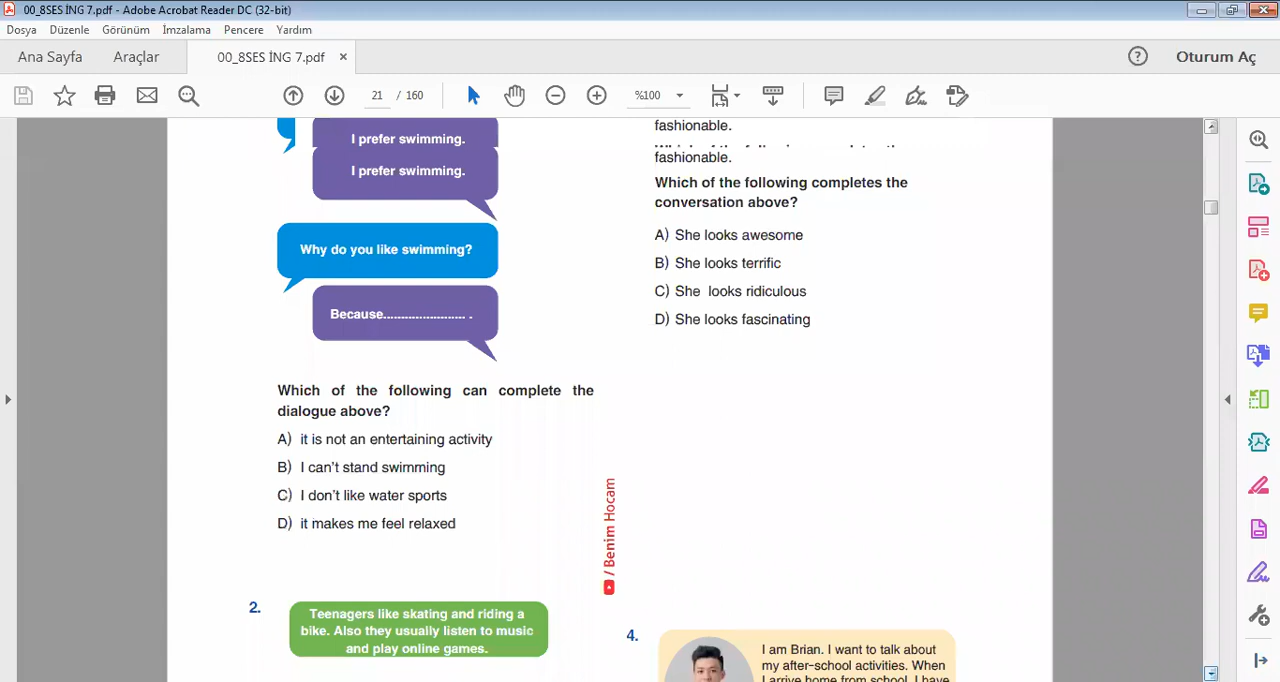 00_8SES İNG 7.pdf - Adobe Acrobat Reader DC (32-bit)
Dosya Düzenle Görünüm İmzalama Pencere Yardım
Ana Sayfa Araçlar 00_8SES İNG 7.pdf × Oturum Aç
21 / 160 %100
I prefer swimming.
I prefer swimming.
Why do you like swimming?
Because....................... .
Which of the following can complete the
dialogue above?
A) it is not an entertaining activity
B) I can't stand swimming
C) I don't like water sports
D) it makes me feel relaxed
2.
Teenagers like skating and riding a
bike. Also they usually listen to music
and play online games.
/ Benim Hocam
fashionable.
fashionable.
Which of the following completes the
conversation above?
A) She looks awesome
B) She looks terrific
C) She looks ridiculous
D) She looks fascinating
4.
I am Brian. I want to talk about
my after-school activities. When
I arrive home from school, I have